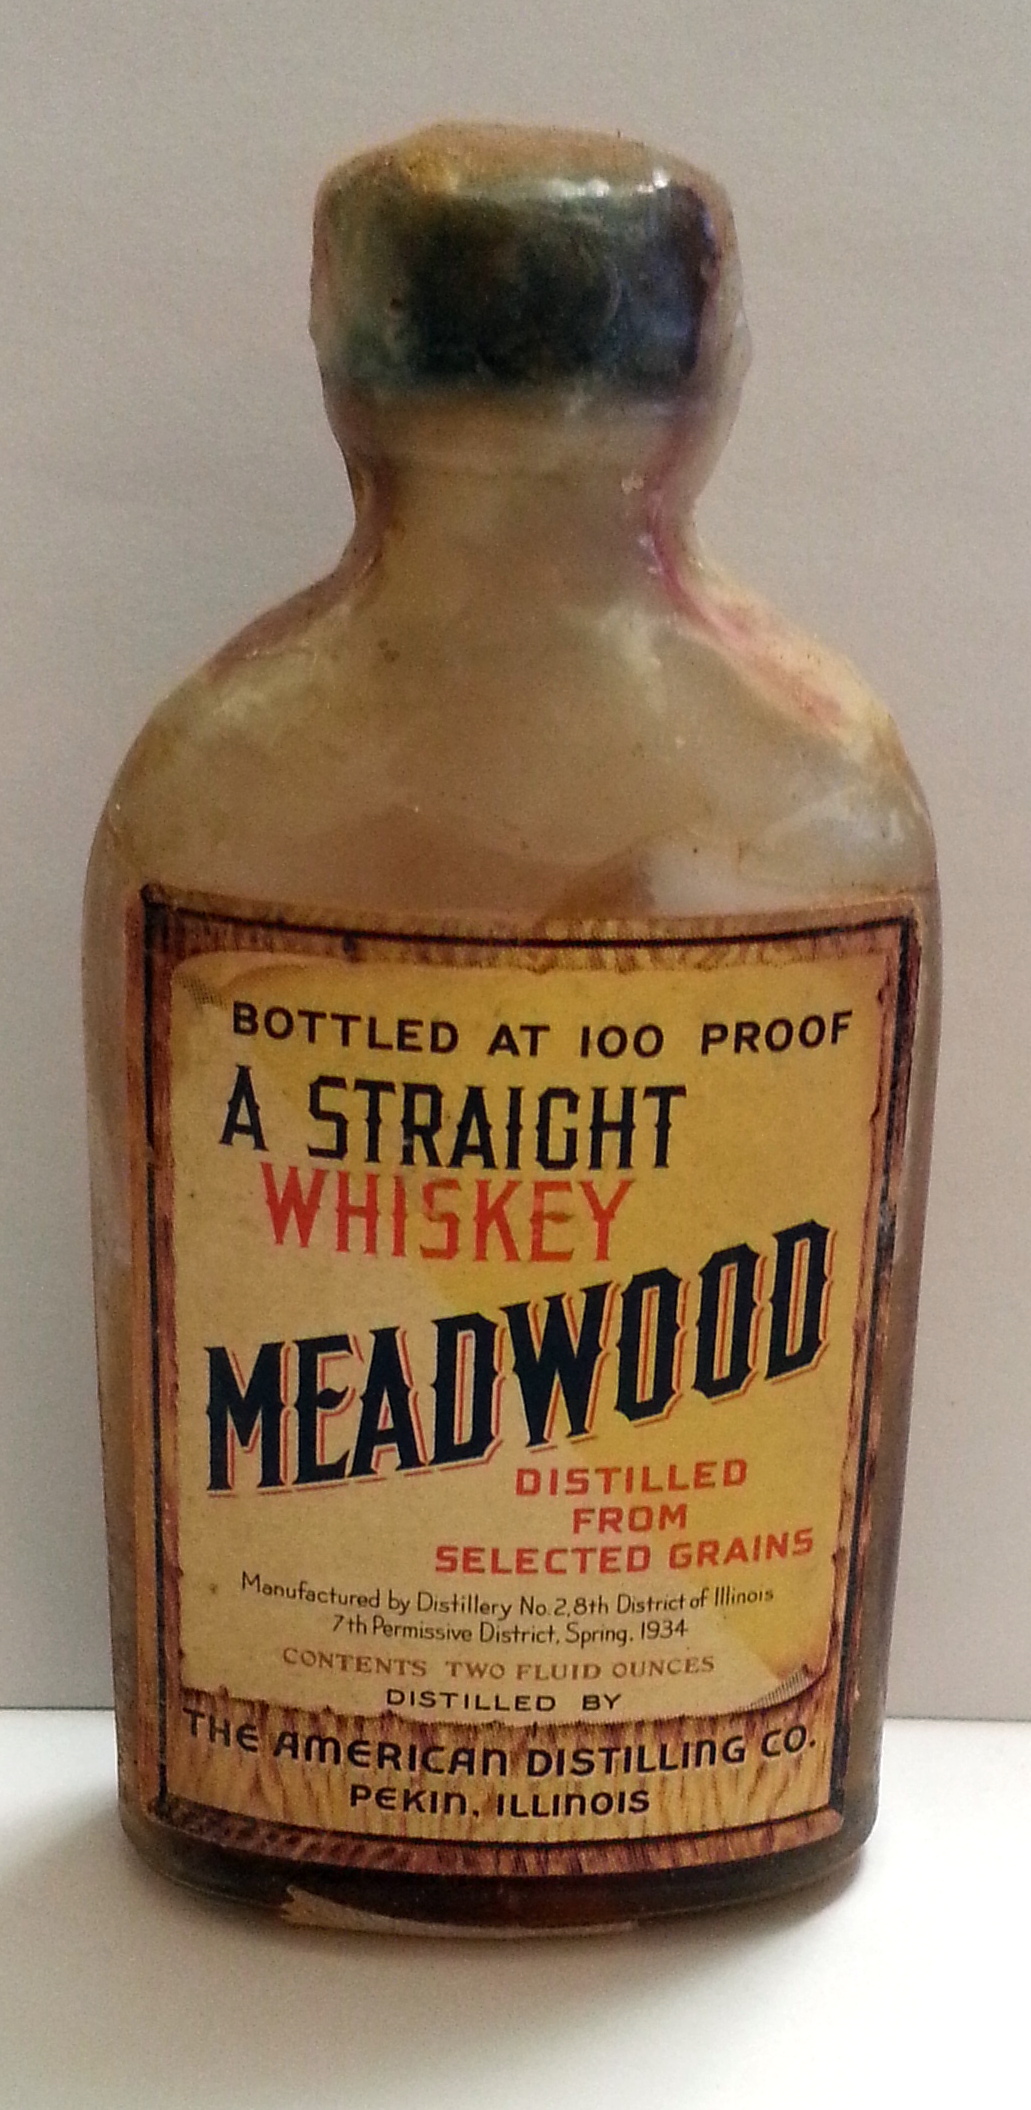 BOTTLED AT 100 PROOF
A STRAIGHT
WHISKEY
MEADWOOD
DISTILLED
FROM
SELECTED GRAINS
Manufactured by Distillery No. 2, 8th District of Illinois
7th Permissive District, Spring, 1934
CONTENTS TWO FLUID OUNCES
DISTILLED BY
THE AMERICAN DISTILLING CO.
PEKIN, ILLINOIS